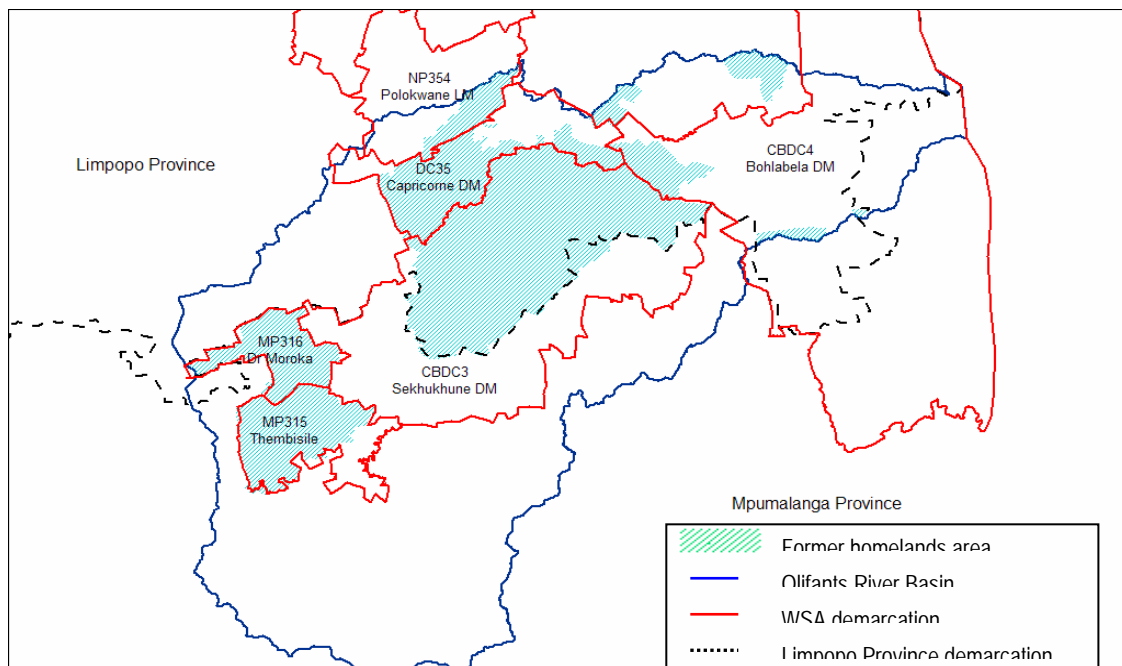 NP354
Polokwane LM
Limpopo Province
DC35
Capricorne DM
CBDC4
Bohlabela DM
MP316
Dr Moroka
CBDC3
Sekhukhune DM
MP315
Thembisile
Mpumalanga Province
Former homelands area
Olifants River Basin
WSA demarcation
Limpopo Province demarcation